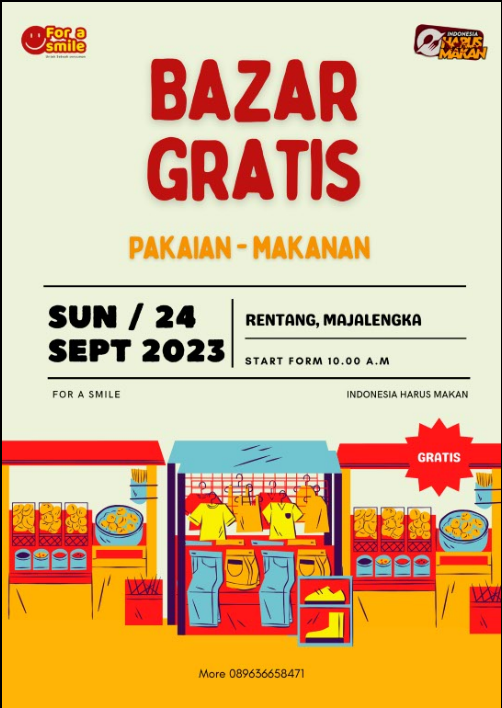 For a
smile
INDONESIA
HARUS
MAKAN
BAZAR
GRATIS
PAKAIAN - MAKANAN
SUN / 24
SEPT 2023
RENTANG, MAJALENGKA
START FORM 10.00 A.M
FOR A SMILE
INDONESIA HARUS MAKAN
GRATIS
More 089636658471